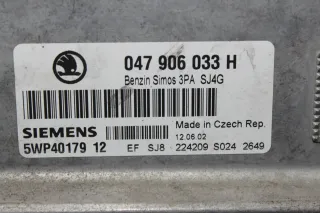 047 906 033 H
Benzin Simos 3PA SJ4G
SIEMENS
Made in Czech Rep.
12.06.02
5WP40179 12
EF SJ8 - 224209 S024 2649